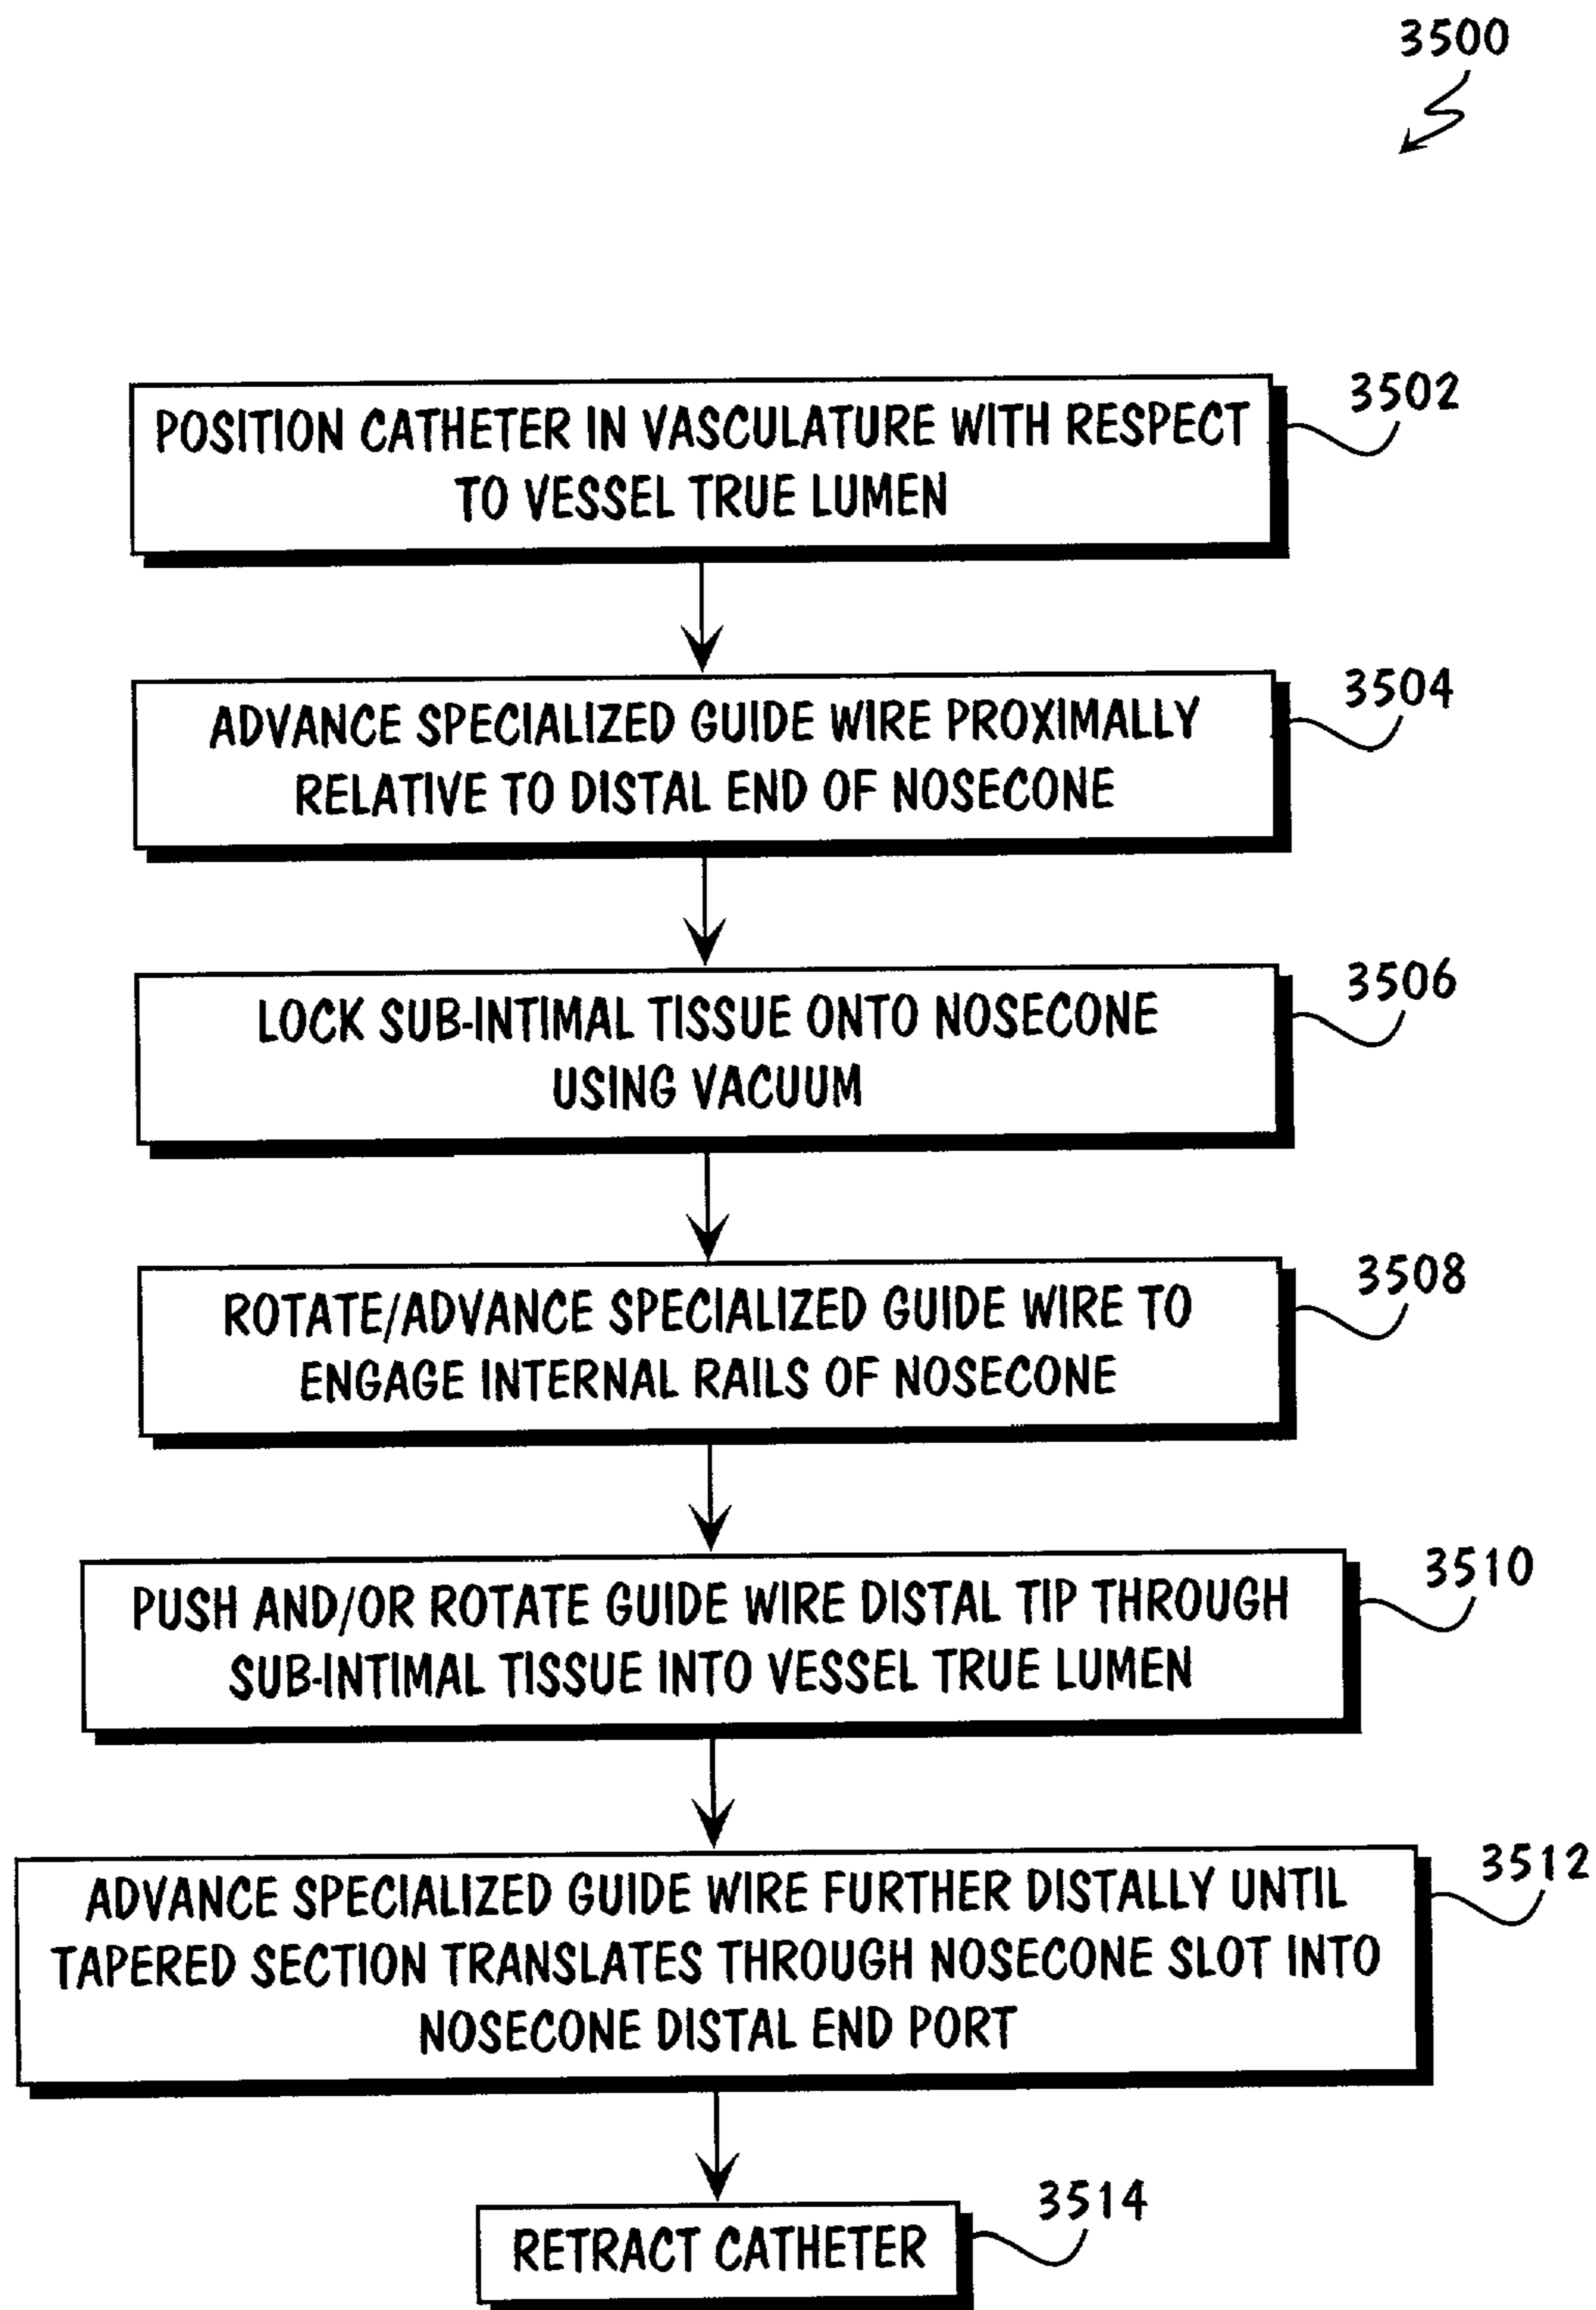 3500
POSITION CATHETER IN VASCULATURE WITH RESPECT
TO VESSEL TRUE LUMEN
3502
ADVANCE SPECIALIZED GUIDE WIRE PROXIMALLY
RELATIVE TO DISTAL END OF NOSECONE
3504
LOCK SUB-INTIMAL TISSUE ONTO NOSECONE
USING VACUUM
3506
ROTATE/ADVANCE SPECIALIZED GUIDE WIRE TO
ENGAGE INTERNAL RAILS OF NOSECONE
3508
PUSH AND/OR ROTATE GUIDE WIRE DISTAL TIP THROUGH
SUB-INTIMAL TISSUE INTO VESSEL TRUE LUMEN
3510
ADVANCE SPECIALIZED GUIDE WIRE FURTHER DISTALLY UNTIL
TAPERED SECTION TRANSLATES THROUGH NOSECONE SLOT INTO
NOSECONE DISTAL END PORT
3512
RETRACT CATHETER
3514